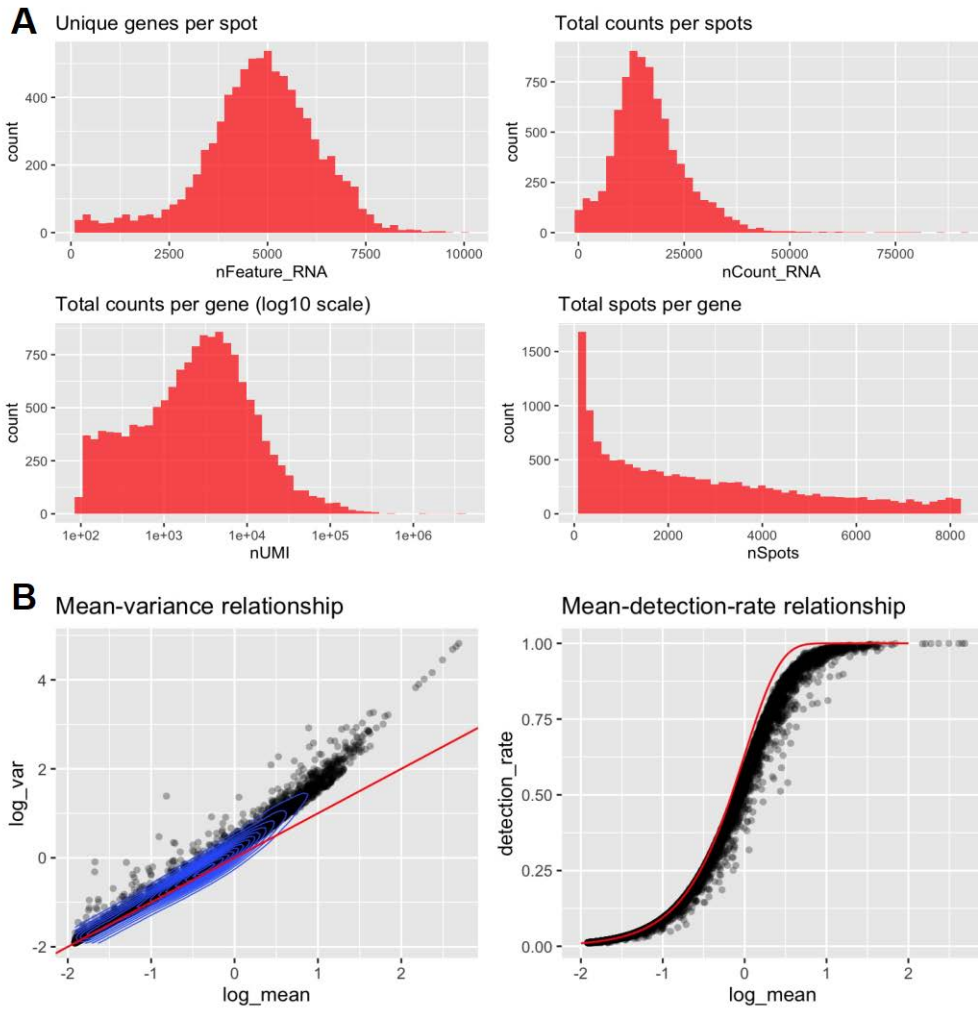 A
Unique genes per spot
count
400
200
0
0 2500 5000 7500 10000
nFeature_RNA
Total counts per spots
count
750
500
250
0
0 25000 50000 75000
nCount_RNA
Total counts per gene (log10 scale)
count
750
500
250
0
1e+02 1e+03 1e+04 1e+05 1e+06
nUMI
Total spots per gene
count
1500
1000
500
0
0 2000 4000 6000 8000
nSpots
B
Mean-variance relationship
log_var
4
2
0
-2
-2 -1 0 1 2
log_mean
Mean-detection-rate relationship
detection_rate
1.00
0.75
0.50
0.25
0.00
-2 -1 0 1 2
log_mean